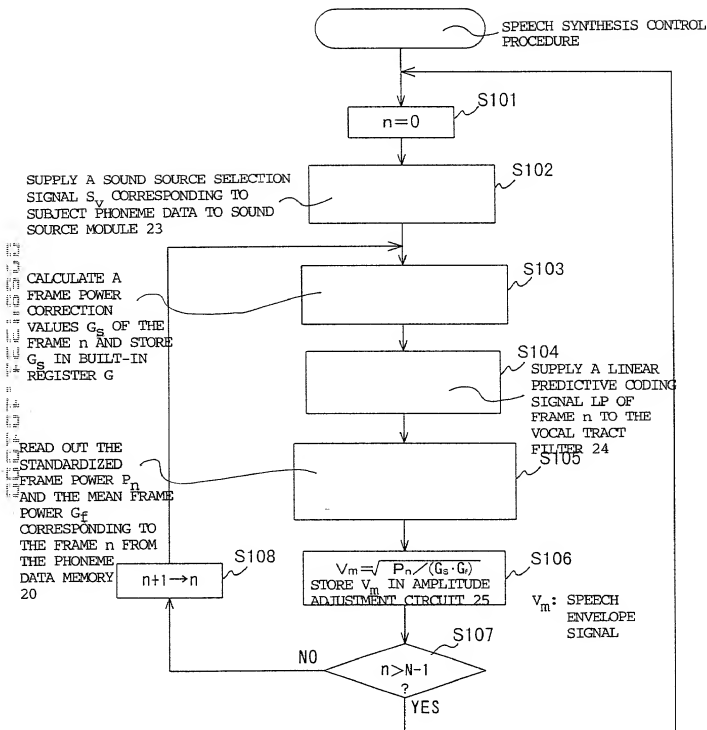 SPEECH SYNTHESIS CONTROL
PROCEDURE
S101
n=0
S102
SUPPLY A SOUND SOURCE SELECTION
SIGNAL Sv CORRESPONDING TO
SUBJECT PHONEME DATA TO SOUND
SOURCE MODULE 23
S103
CALCULATE A
FRAME POWER
CORRECTION
VALUES Gs OF THE
FRAME n AND STORE
Gs IN BUILT-IN
REGISTER G
S104
SUPPLY A LINEAR
PREDICTIVE CODING
SIGNAL LP OF
FRAME n TO THE
VOCAL TRACT
FILTER 24
S105
READ OUT THE
STANDARDIZED
FRAME POWER Pn
AND THE MEAN FRAME
POWER Gf
CORRESPONDING TO
THE FRAME n FROM
THE PHONEME
DATA MEMORY
20
S106
Vm=√Pn/(Gs·Gf)
STORE Vm IN AMPLITUDE
ADJUSTMENT CIRCUIT 25
Vm: SPEECH
ENVELOPE
SIGNAL
S108
n+1→n
S107
NO
n>N-1
?
YES